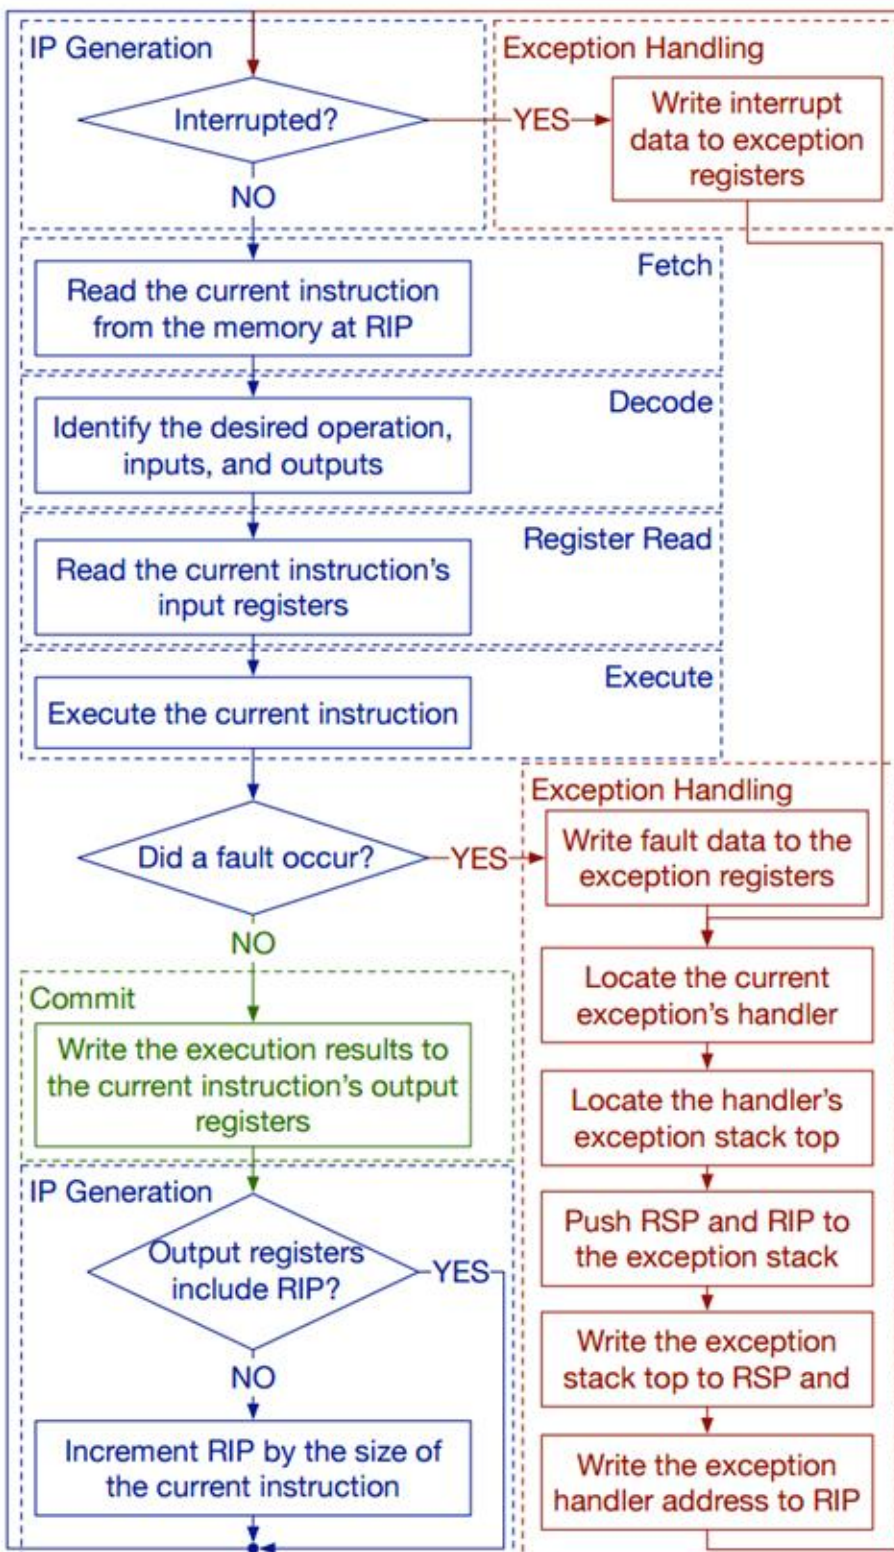 IP Generation
Exception Handling
Interrupted?
YES
Write interrupt
data to exception
registers
NO
Fetch
Read the current instruction
from the memory at RIP
Decode
Identify the desired operation,
inputs, and outputs
Register Read
Read the current instruction's
input registers
Execute
Execute the current instruction
Exception Handling
Did a fault occur?
YES
Write fault data to the
exception registers
NO
Locate the current
exception's handler
Commit
Write the execution results to
the current instruction's output
registers
Locate the handler's
exception stack top
IP Generation
Push RSP and RIP to
the exception stack
Output registers
include RIP?
YES
Write the exception
stack top to RSP and
NO
Increment RIP by the size of
the current instruction
Write the exception
handler address to RIP